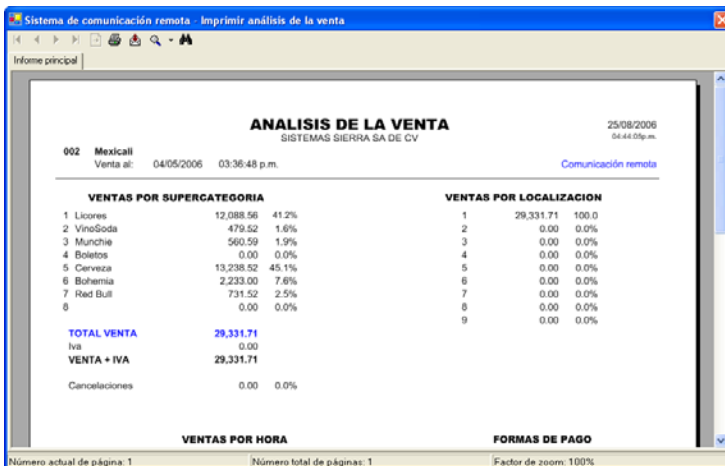 Sistema de comunicación remota - Imprimir análisis de la venta
Informe principal
ANALISIS DE LA VENTA
SISTEMAS SIERRA SA DE CV
25/08/2006
04:44:05p.m.
002 Mexicali
Venta al: 04/05/2006 03:36:48 p.m.
Comunicación remota
VENTAS POR SUPERCATEGORIA
1 Licores 12,088.56 41.2%
2 VinoSoda 479.52 1.6%
3 Munchie 560.59 1.9%
4 Boletos 0.00 0.0%
5 Cerveza 13,238.52 45.1%
6 Bohemia 2,233.00 7.6%
7 Red Bull 731.52 2.5%
8 0.00 0.0%
TOTAL VENTA 29,331.71
Iva 0.00
VENTA + IVA 29,331.71
Cancelaciones 0.00 0.0%
VENTAS POR LOCALIZACION
1 29,331.71 100.0
2 0.00 0.0%
3 0.00 0.0%
4 0.00 0.0%
5 0.00 0.0%
6 0.00 0.0%
7 0.00 0.0%
8 0.00 0.0%
9 0.00 0.0%
VENTAS POR HORA
FORMAS DE PAGO
Número actual de página: 1
Número total de páginas: 1
Factor de zoom: 100%